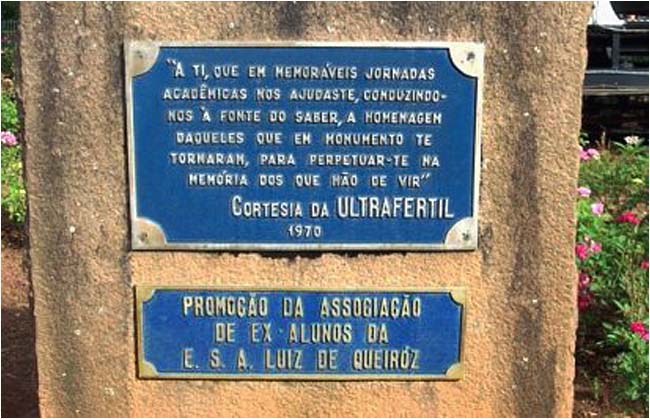 "A TI, QUE EM MEMORÁVEIS JORNADAS
ACADÊMICAS NOS AJUDASTE, CONDUZINDO-
NOS À FONTE DO SABER, A HOMENAGEM
DAQUELES QUE EM MONUMENTO TE
TORNARAM, PARA PERPETUAR-TE NA
MEMÓRIA DOS QUE HÃO DE VIR"
CORTESIA DA ULTRAFERTIL
1970
PROMOÇÃO DA ASSOCIAÇÃO
DE EX-ALUNOS DA
E. S. A. LUIZ DE QUEIRÓZ